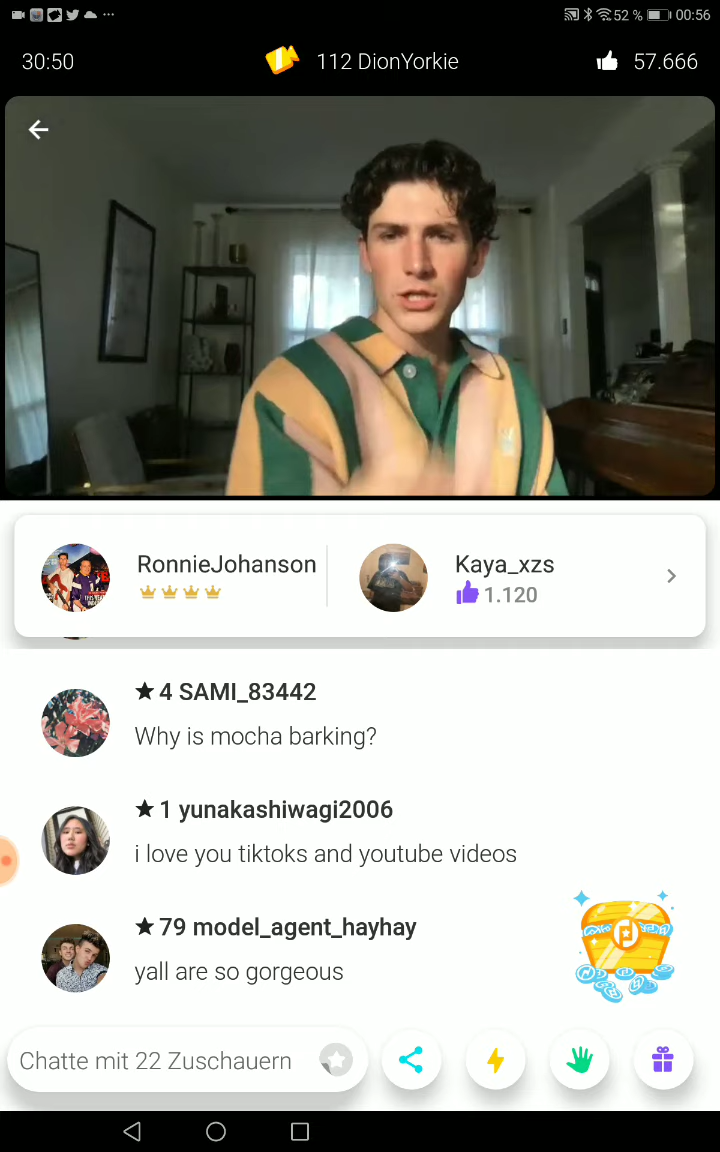 52 % 00:56
30:50 112 DionYorkie 57.666
RonnieJohanson Kaya_xzs
1.120
★ 4 SAMI_83442
Why is mocha barking?
★ 1 yunakashiwagi2006
i love you tiktoks and youtube videos
★ 79 model_agent_hayhay
yall are so gorgeous
Chatte mit 22 Zuschauern